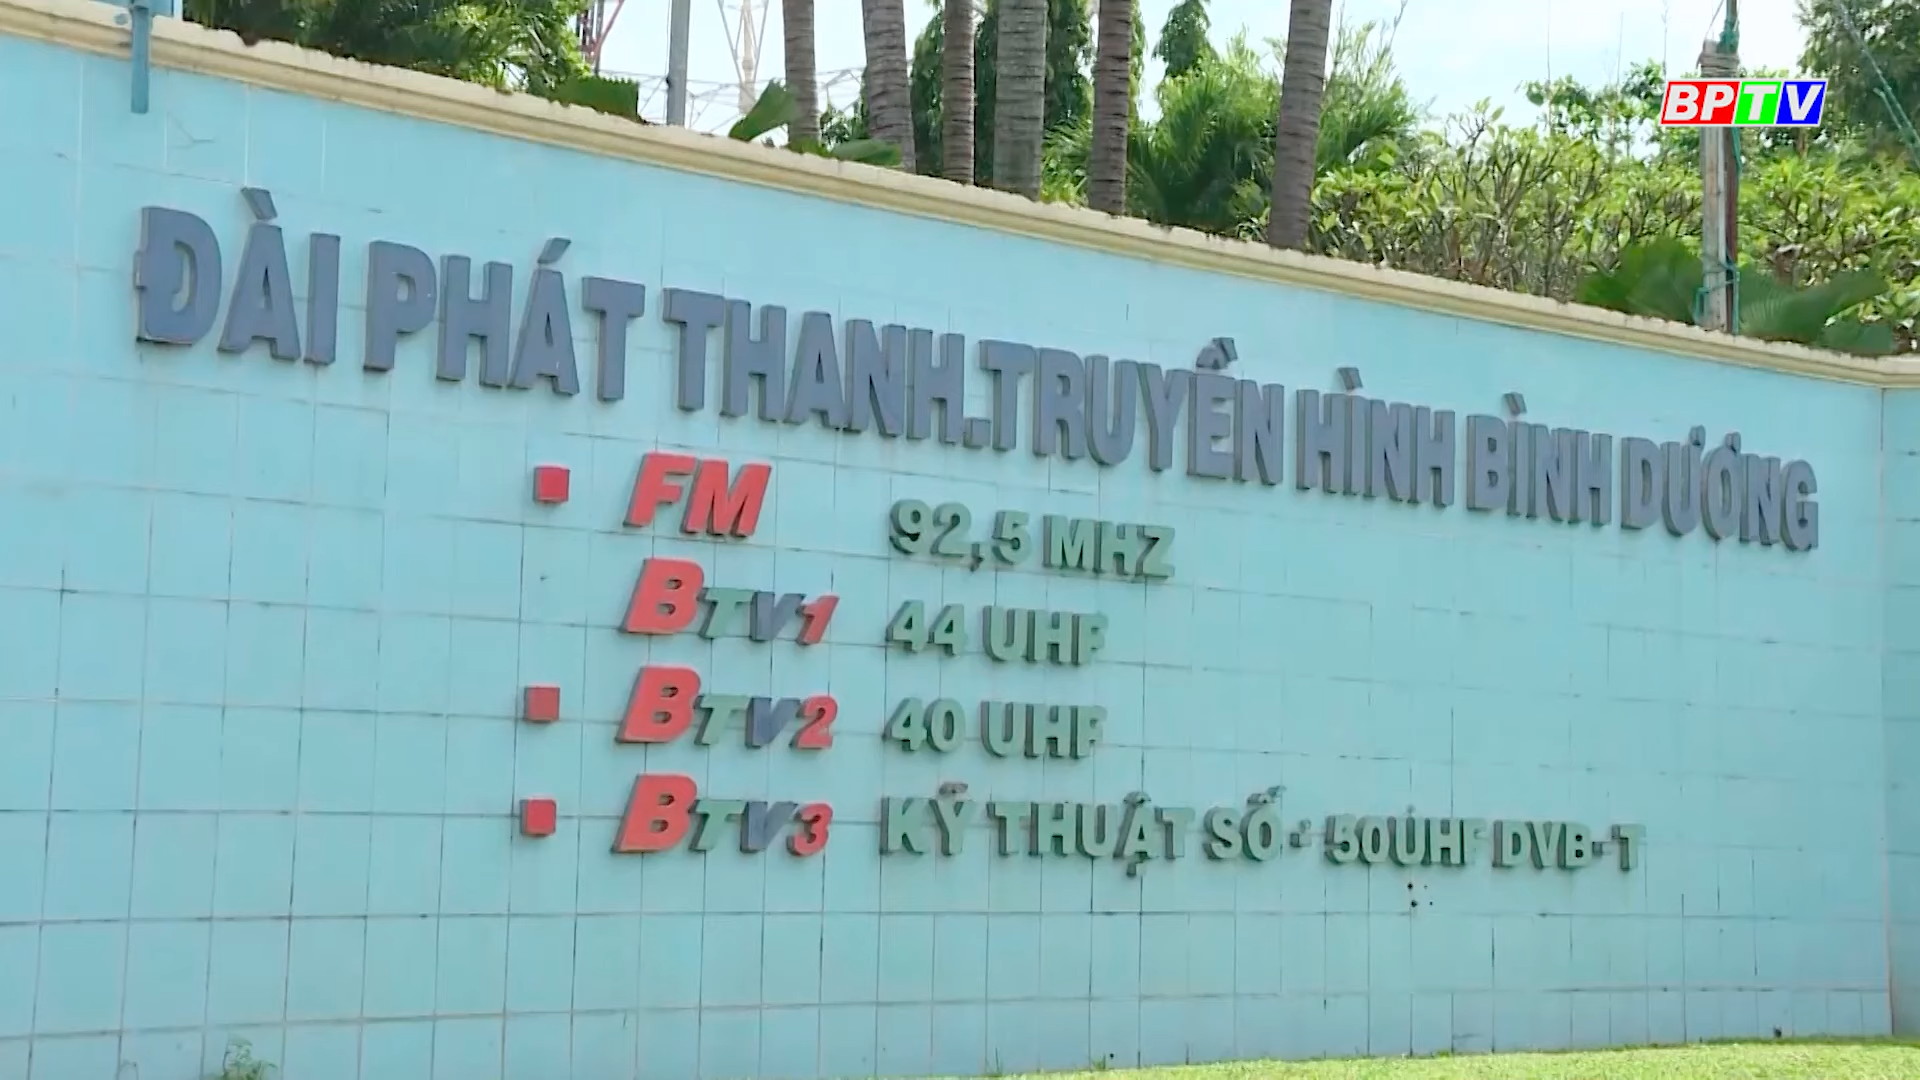 BPTV
ĐÀI PHÁT THANH.TRUYỀN HÌNH BÌNH DƯƠNG
FM 92,5 MHZ
BTV1 44 UHF
BTV2 40 UHF
BTV3 KỸ THUẬT SỐ - 50UHF DVB-T